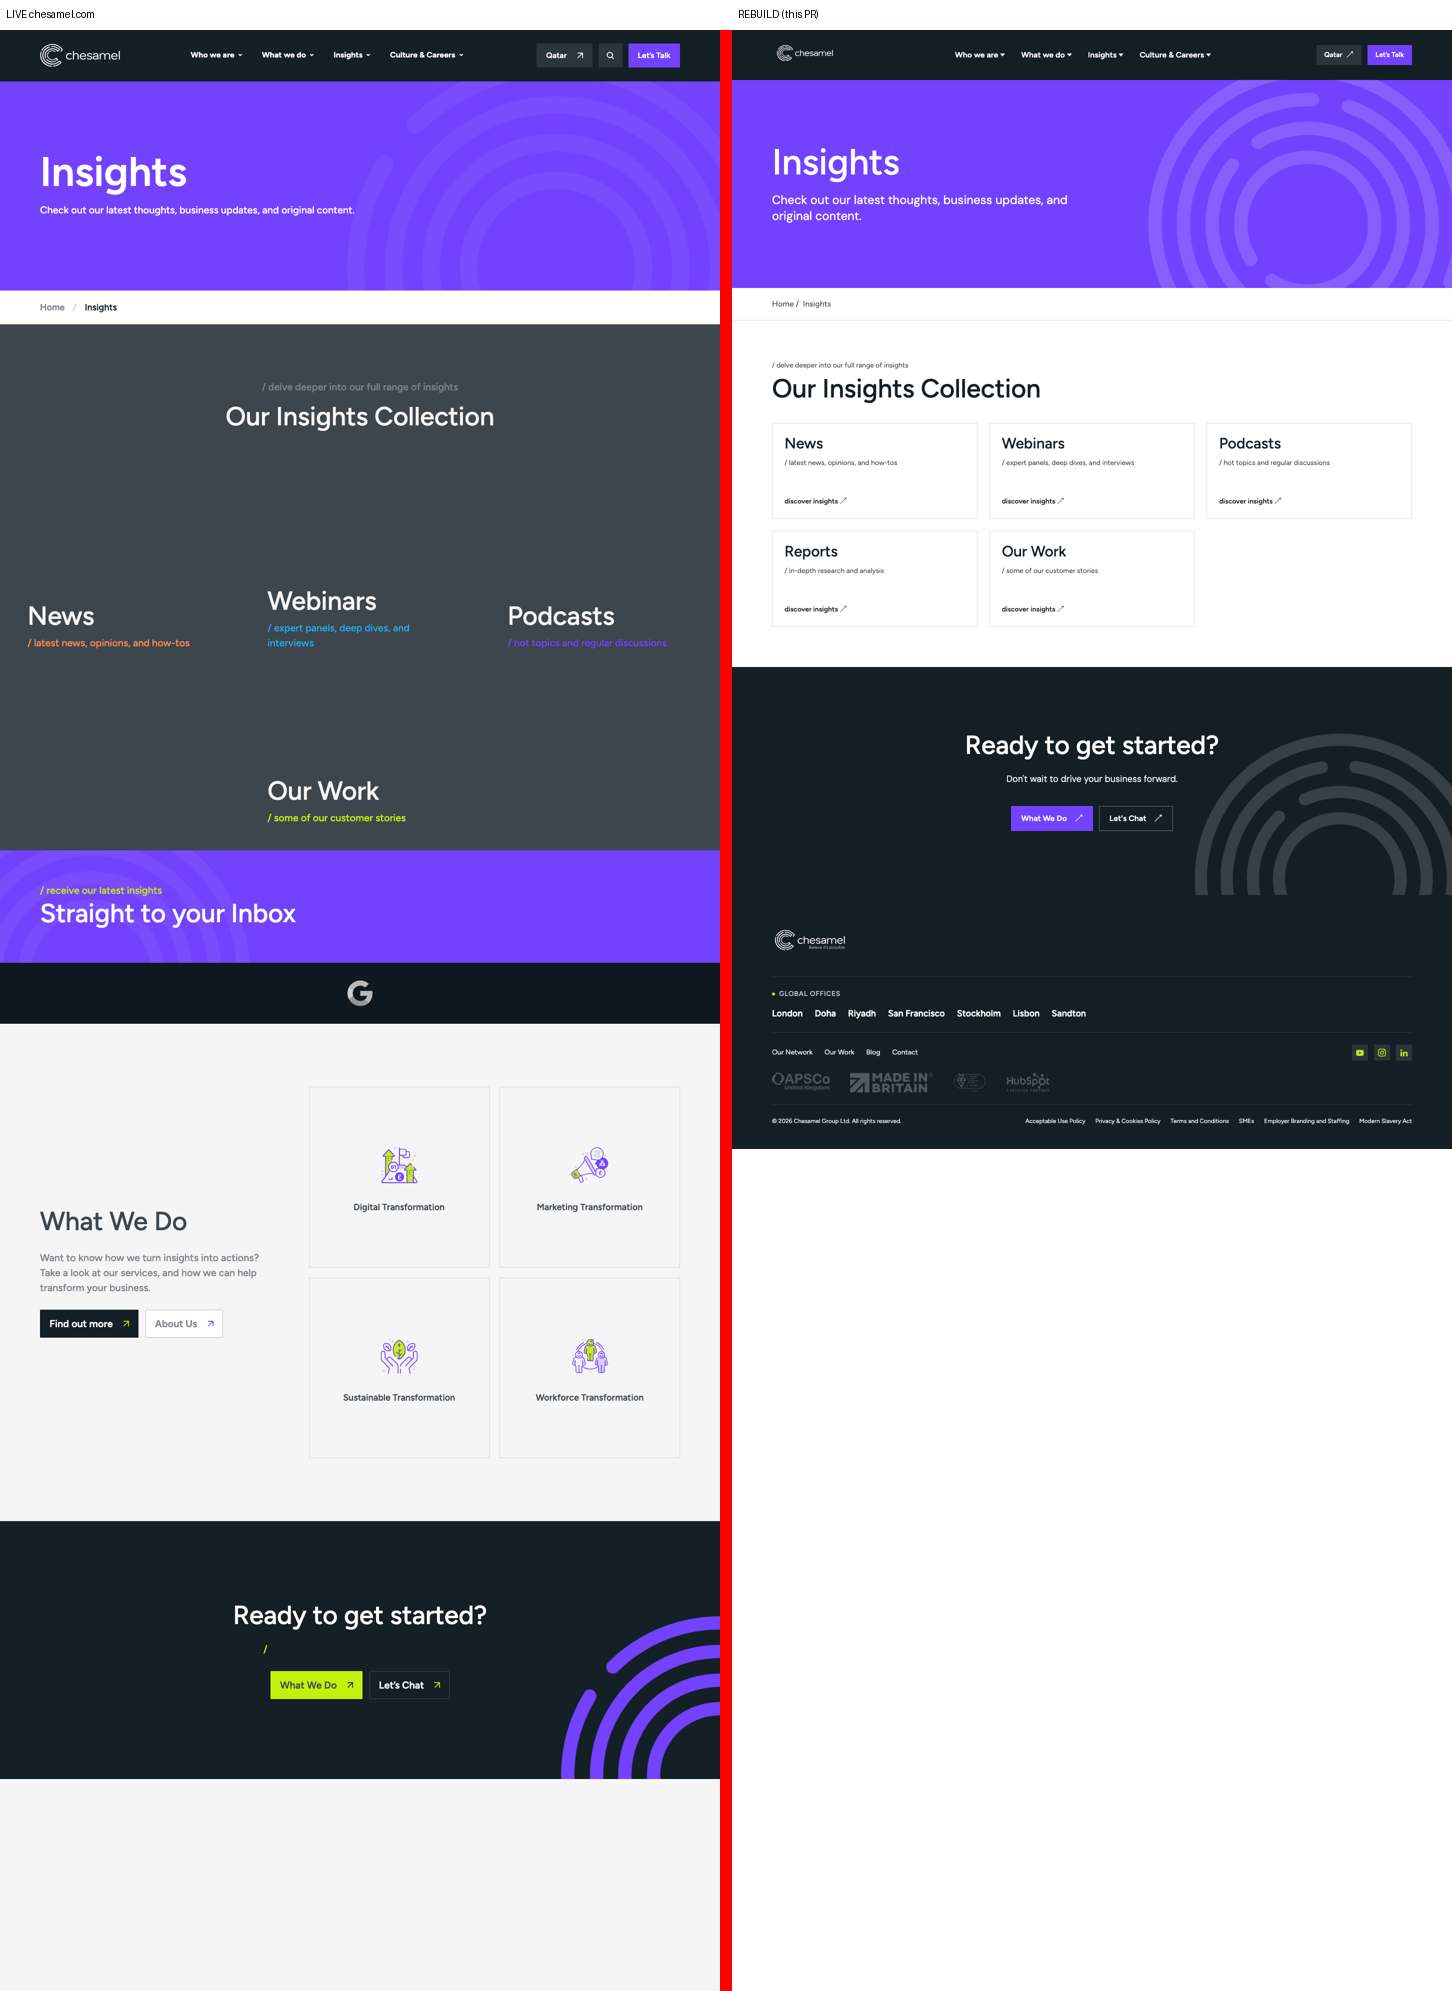 LIVE chesamel.com
chesamel
Who we are
What we do
Insights
Culture & Careers
Qatar
Let's Talk
Insights
Check out our latest thoughts, business updates, and original content.
Home / Insights
/ delve deeper into our full range of insights
Our Insights Collection
News
/ latest news, opinions, and how-tos
Webinars
/ expert panels, deep dives, and
interviews
Podcasts
/ hot topics and regular discussions
Our Work
/ some of our customer stories
/ receive our latest insights
Straight to your Inbox
G
What We Do
Want to know how we turn insights into actions?
Take a look at our services, and how we can help
transform your business.
Find out more
About Us
Digital Transformation
Marketing Transformation
Sustainable Transformation
Workforce Transformation
Ready to get started?
/
What We Do
Let's Chat
REBUILD (this PR)
chesamel
Who we are
What we do
Insights
Culture & Careers
Qatar
Let's Talk
Insights
Check out our latest thoughts, business updates, and
original content.
Home / Insights
/ delve deeper into our full range of insights
Our Insights Collection
News
/ latest news, opinions, and how-tos
discover insights
Webinars
/ expert panels, deep dives, and interviews
discover insights
Podcasts
/ hot topics and regular discussions
discover insights
Reports
/ in-depth research and analysis
discover insights
Our Work
/ some of our customer stories
discover insights
Ready to get started?
Don't wait to drive your business forward.
What We Do
Let's Chat
chesamel
GLOBAL OFFICES
London Doha Riyadh San Francisco Stockholm Lisbon Sandton
Our Network Our Work Blog Contact
APSCo
United Kingdom
MADE IN
BRITAIN
HubSpot
© 2026 Chesamel Group Ltd. All rights reserved.
Acceptable Use Policy Privacy & Cookies Policy Terms and Conditions SMEs Employer Branding and Staffing Modern Slavery Act